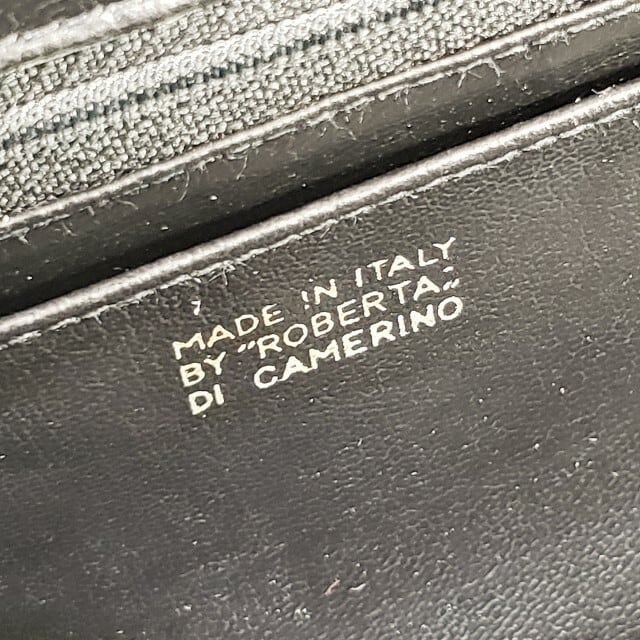 MADE IN ITALY
BY "ROBERTA"
DI CAMERINO